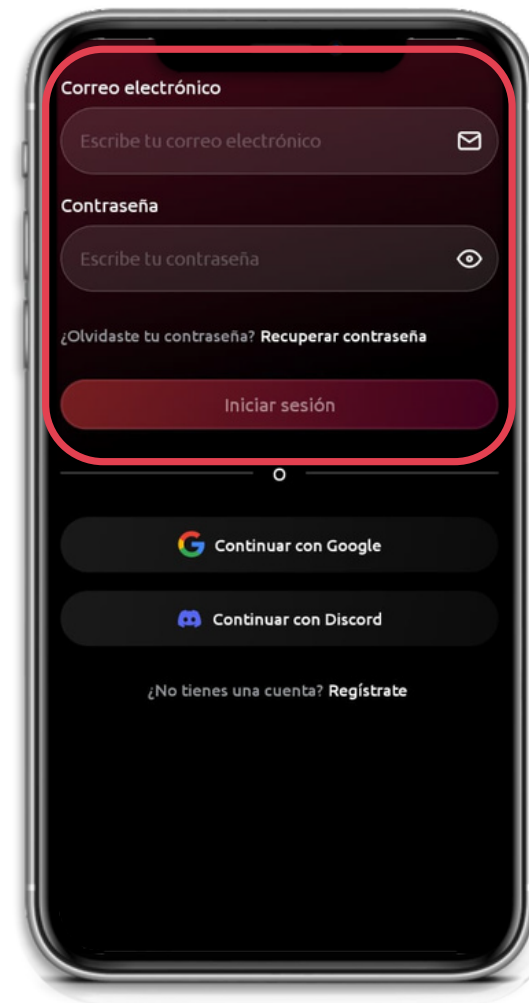 Correo electrónico
Escribe tu correo electrónico
Contraseña
Escribe tu contraseña
¿Olvidaste tu contraseña? Recuperar contraseña
Iniciar sesión
O
Continuar con Google
Continuar con Discord
¿No tienes una cuenta? Regístrate